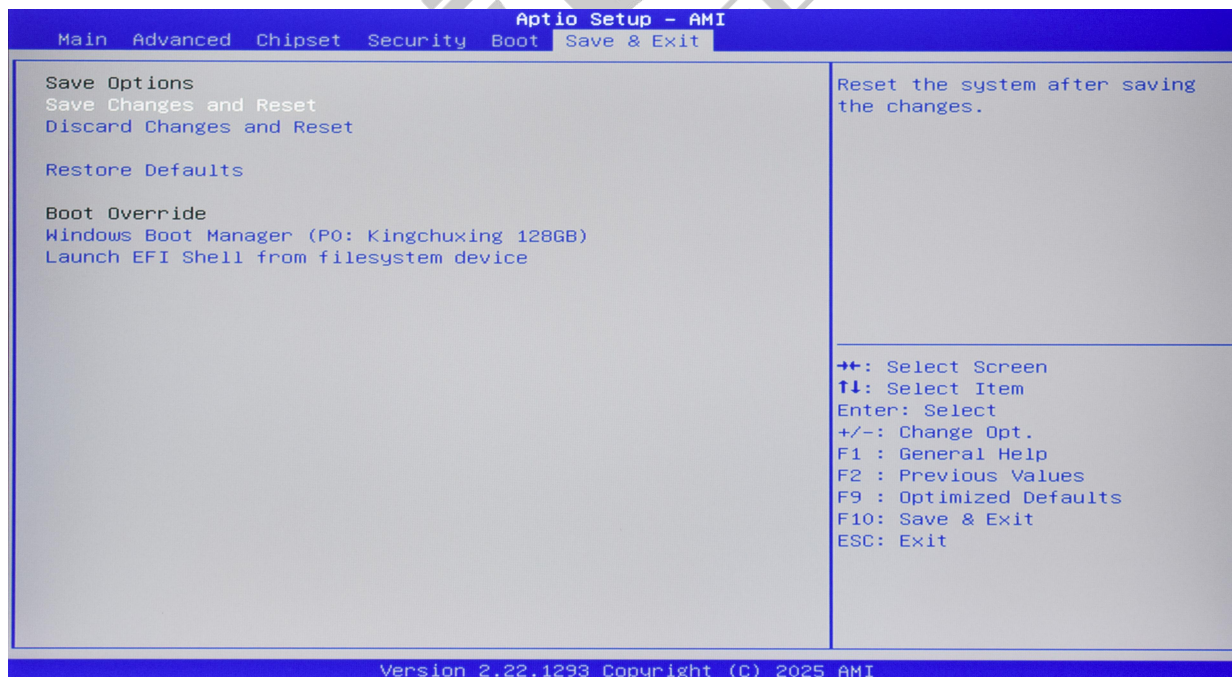 Aptio Setup - AMI
Main Advanced Chipset Security Boot Save & Exit
Save Options
Save Changes and Reset
Discard Changes and Reset
Restore Defaults
Boot Override
Windows Boot Manager (P0: Kingchuxing 128GB)
Launch EFI Shell from filesystem device
Reset the system after saving
the changes.
→←: Select Screen
↑↓: Select Item
Enter: Select
+/-: Change Opt.
F1 : General Help
F2 : Previous Values
F9 : Optimized Defaults
F10: Save & Exit
ESC: Exit
Version 2.22.1293 Copyright (C) 2025 AMI